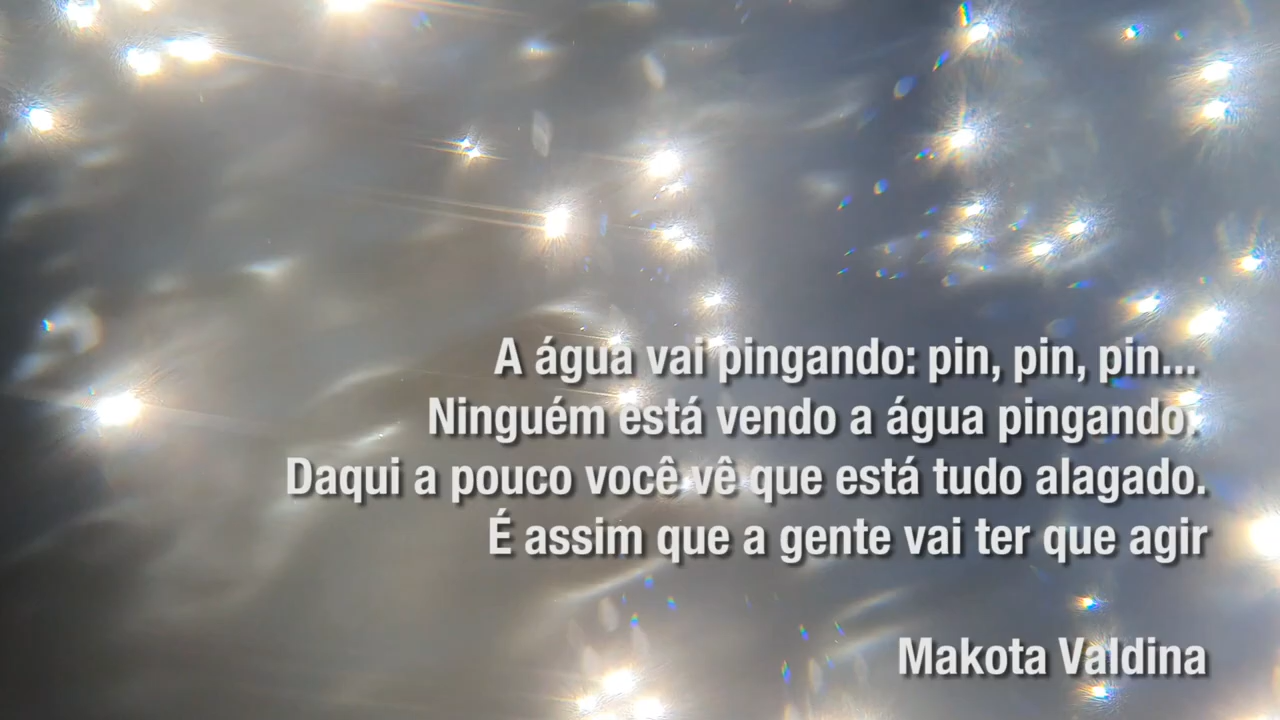 A água vai pingando: pin, pin, pin...
Ninguém está vendo a água pingando.
Daqui a pouco você vê que está tudo alagado.
É assim que a gente vai ter que agir
Makota Valdina